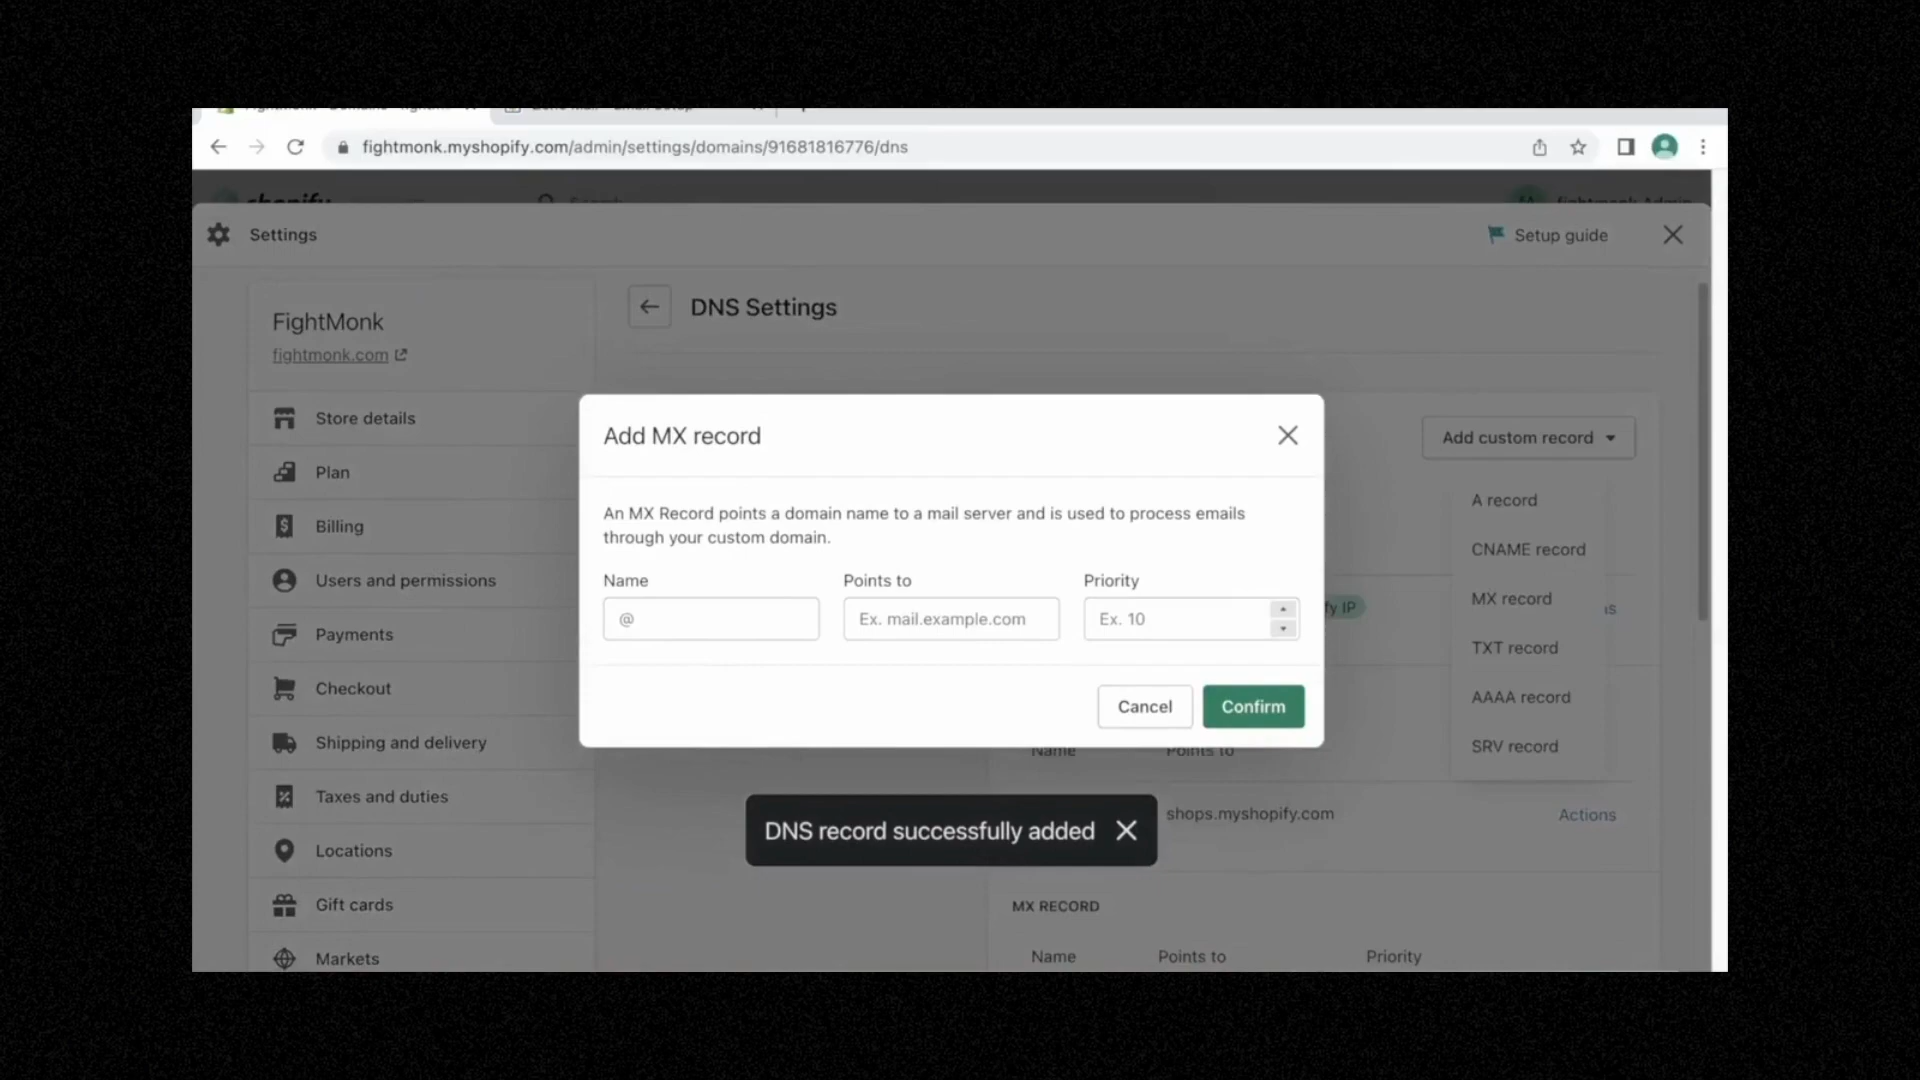 fightmonk.myshopify.com/admin/settings/domains/91681816776/dns
Settings
Setup guide
FightMonk
fightmonk.com
DNS Settings
Store details
Plan
Billing
Users and permissions
Payments
Checkout
Shipping and delivery
Taxes and duties
Locations
Gift cards
Markets
Add custom record
A record
CNAME record
MX record
TXT record
AAAA record
SRV record
Add MX record
An MX Record points a domain name to a mail server and is used to process emails
through your custom domain.
Name Points to Priority
@ Ex. mail.example.com Ex. 10
Cancel Confirm
Name Points to
shops.myshopify.com Actions
DNS record successfully added
MX RECORD
Name Points to Priority